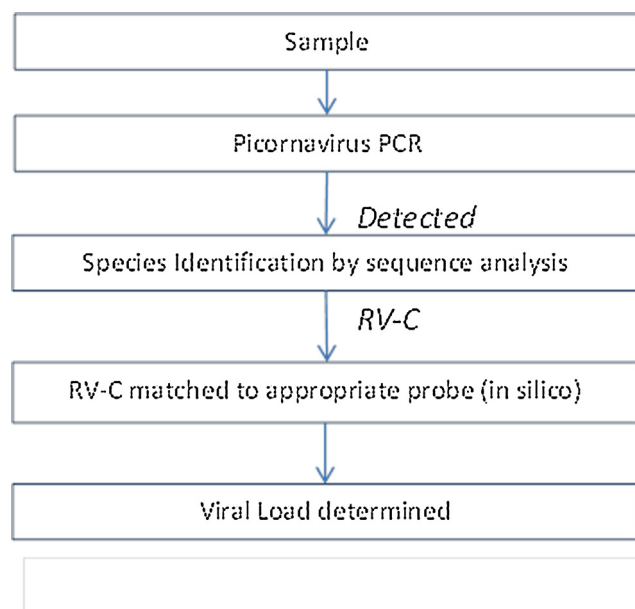 Sample
Picornavirus PCR
Detected
Species Identification by sequence analysis
RV-C
RV-C matched to appropriate probe (in silico)
Viral Load determined